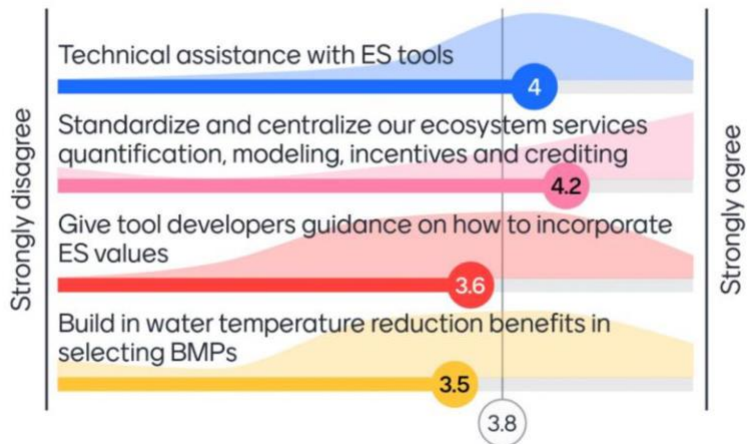 Strongly disagree
Technical assistance with ES tools
4
Standardize and centralize our ecosystem services
quantification, modeling, incentives and crediting
4.2
Give tool developers guidance on how to incorporate
ES values
3.6
Build in water temperature reduction benefits in
selecting BMPs
3.5
3.8
Strongly agree